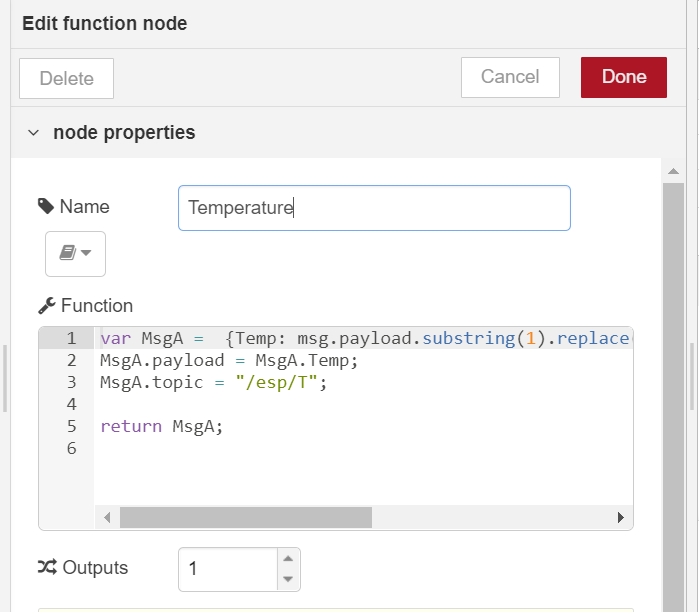 Edit function node
Delete
Cancel
Done
node properties
Name
Temperature
Function
1 var MsgA =  {Temp: msg.payload.substring(1).replace(
2 MsgA.payload = MsgA.Temp;
3 MsgA.topic = "/esp/T";
4
5 return MsgA;
6
Outputs
1